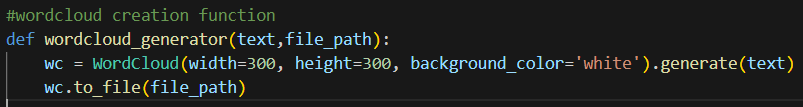 #wordcloud creation function
def wordcloud_generator(text,file_path):
    wc = WordCloud(width=300, height=300, background_color='white').generate(text)
    wc.to_file(file_path)